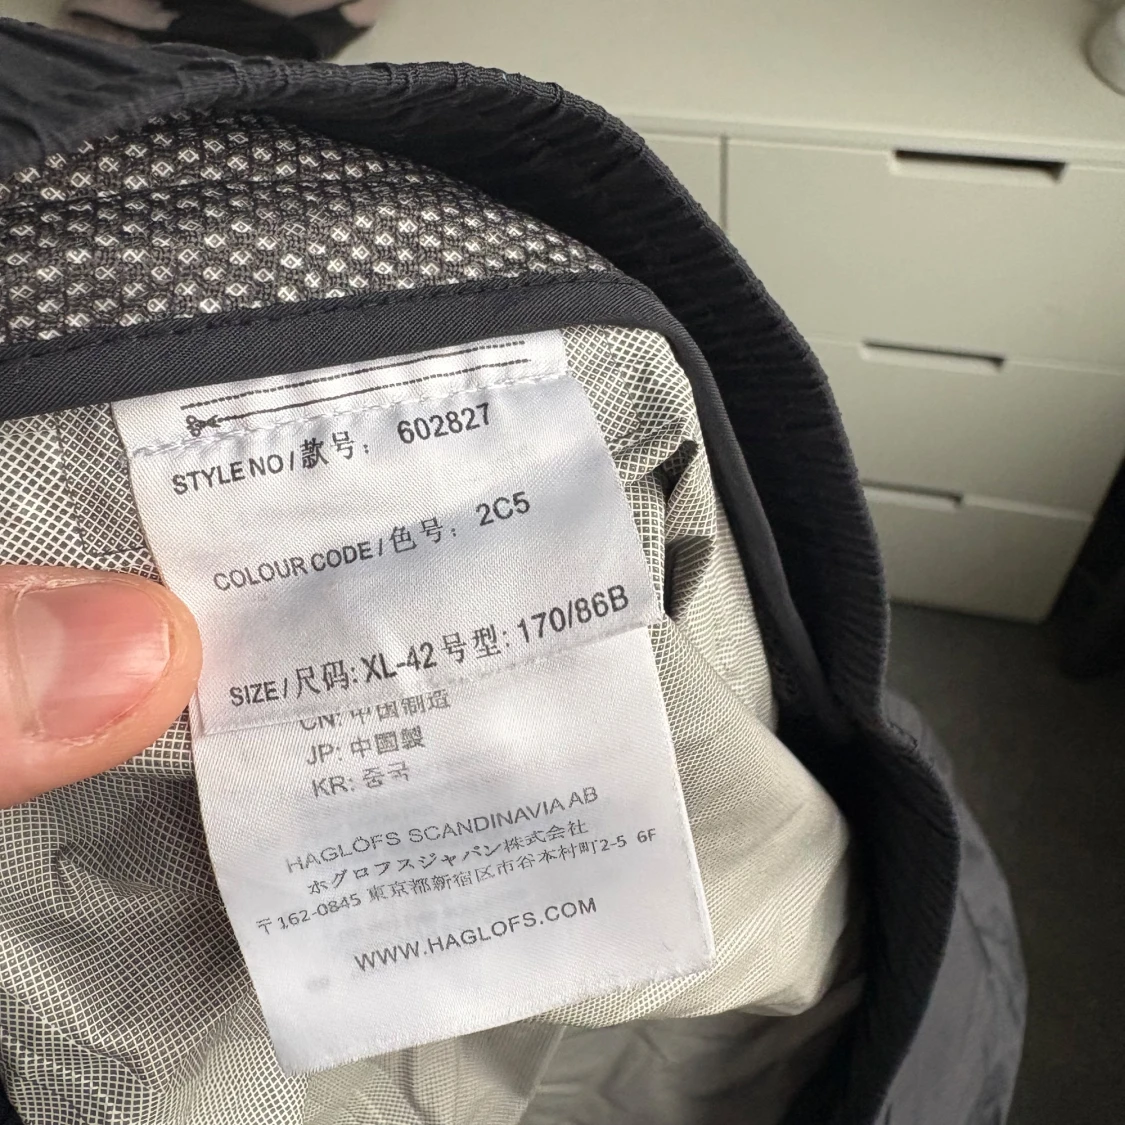 STYLE NO / 款号： 602827
COLOUR CODE / 色号： 2C5
SIZE / 尺码: XL-42 号型: 170/86B
CN: 中国制造
JP: 中國製
KR: 중국
HAGLÖFS SCANDINAVIA AB
ホグロフスジャパン株式会社
〒162-0845 東京都新宿区市谷本村町2-5 6F
WWW.HAGLOFS.COM